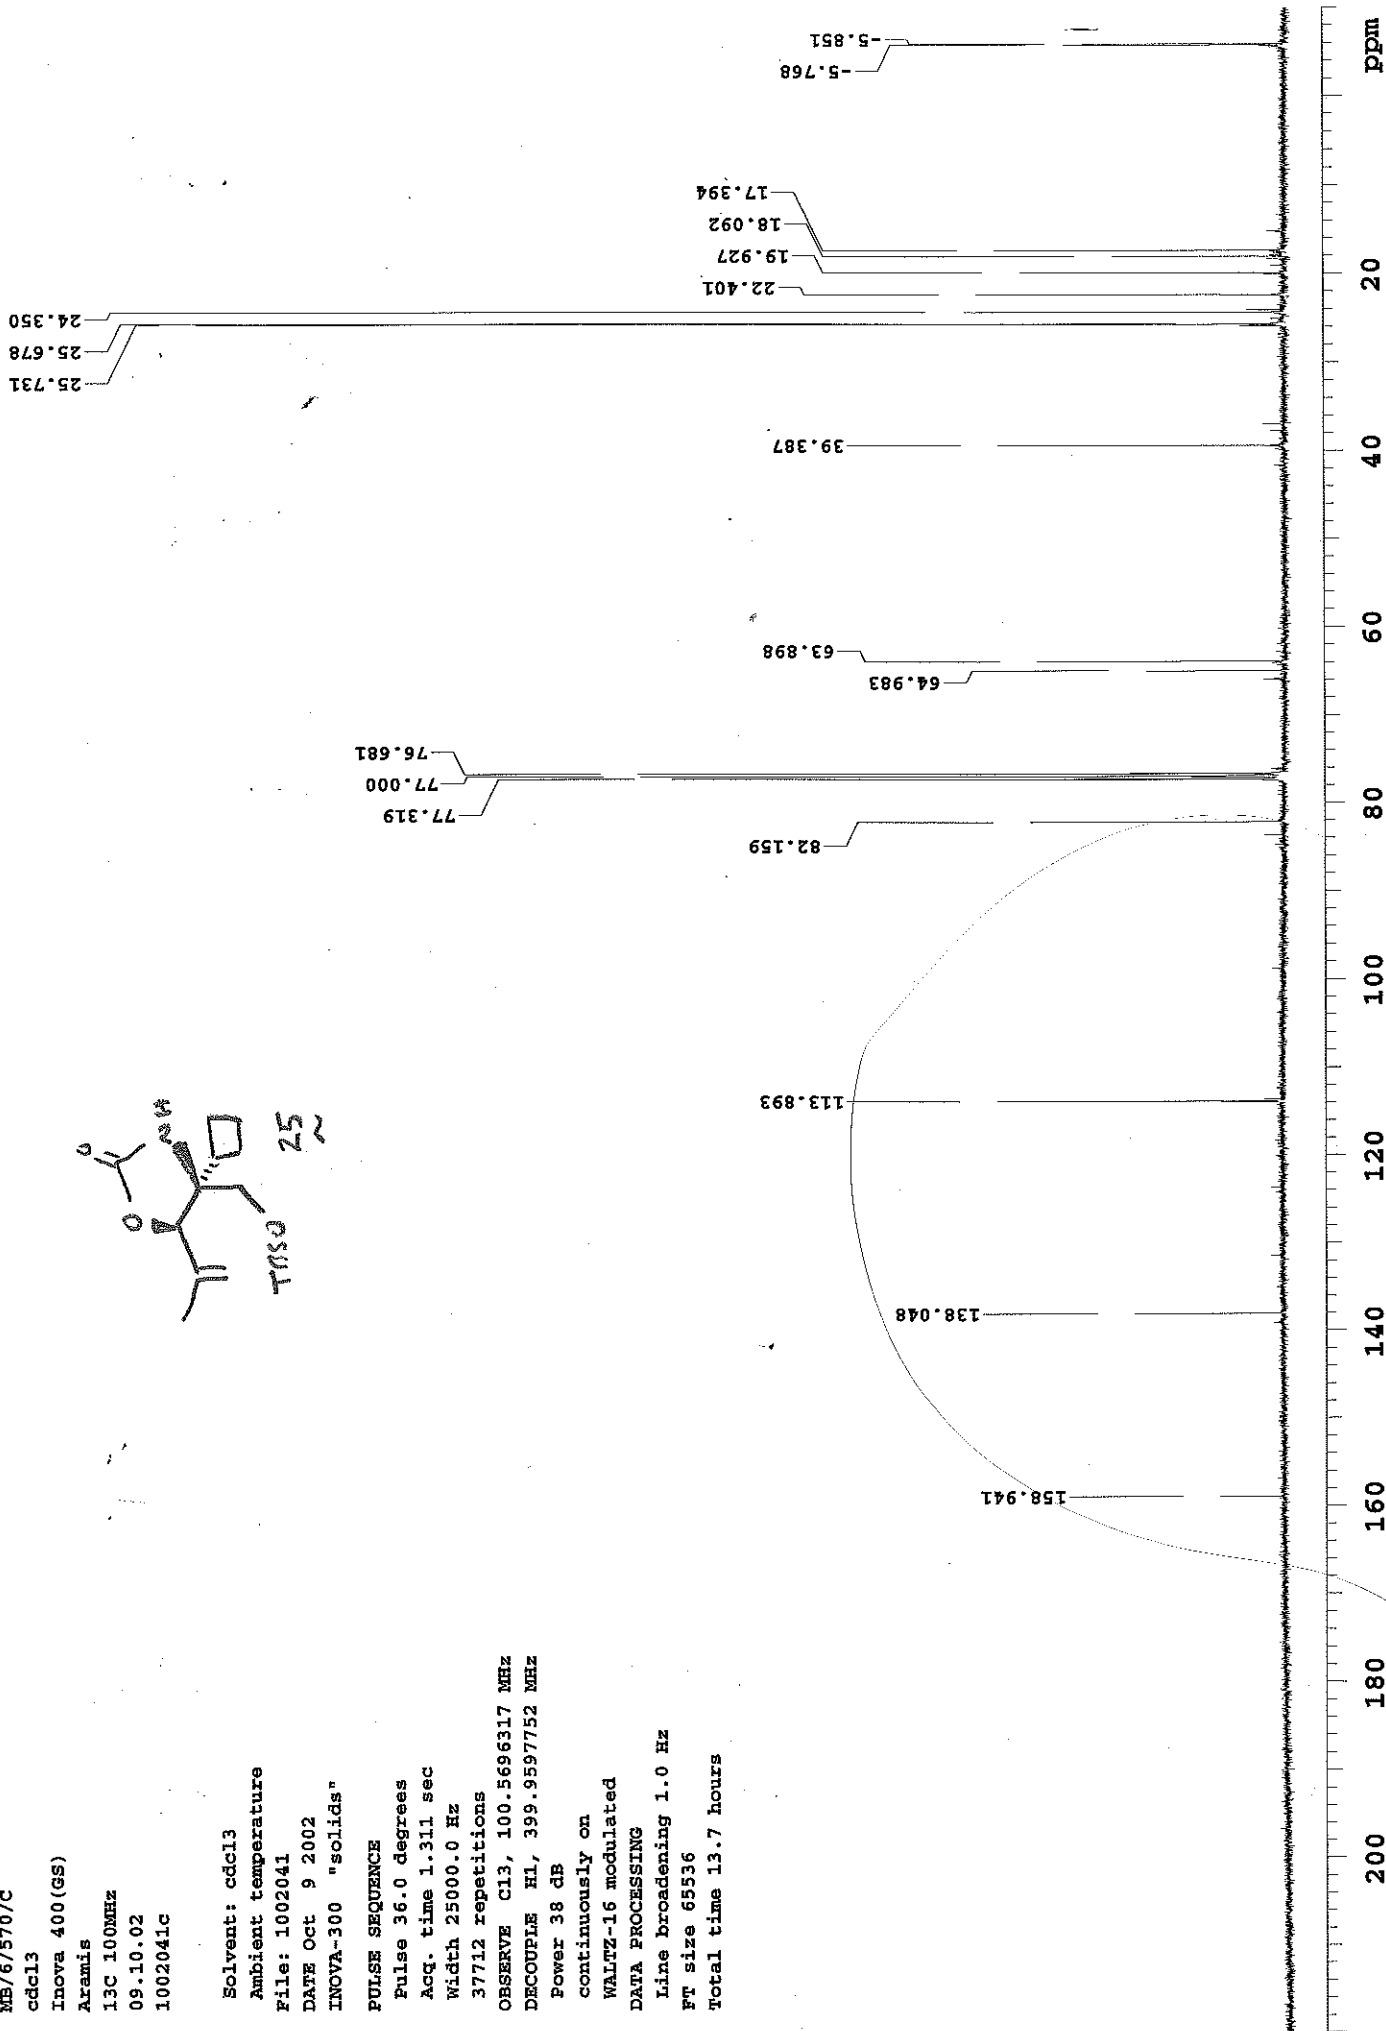 MB/6/570/C
cdcl3
Inova 400(GS)
Aramis
13C 100MHz
09.10.02
1002041c
Solvent: cdcl3
Ambient temperature
File: 1002041
DATE Oct 9 2002
INOVA-300 "solids"
PULSE SEQUENCE
Pulse 36.0 degrees
Acq. time 1.311 sec
Width 25000.0 Hz
37712 repetitions
OBSERVE C13, 100.5696317 MHz
DECOUPLE H1, 399.9597752 MHz
Power 38 dB
continuously on
WALTZ-16 modulated
DATA PROCESSING
Line broadening 1.0 Hz
FT size 65536
Total time 13.7 hours
O
O
NH
TBSO
25
158.941
138.048
113.893
82.159
77.319
77.000
76.681
64.983
63.898
39.387
25.731
25.678
24.350
22.401
19.927
18.092
17.394
-5.768
-5.851
200 180 160 140 120 100 80 60 40 20 ppm